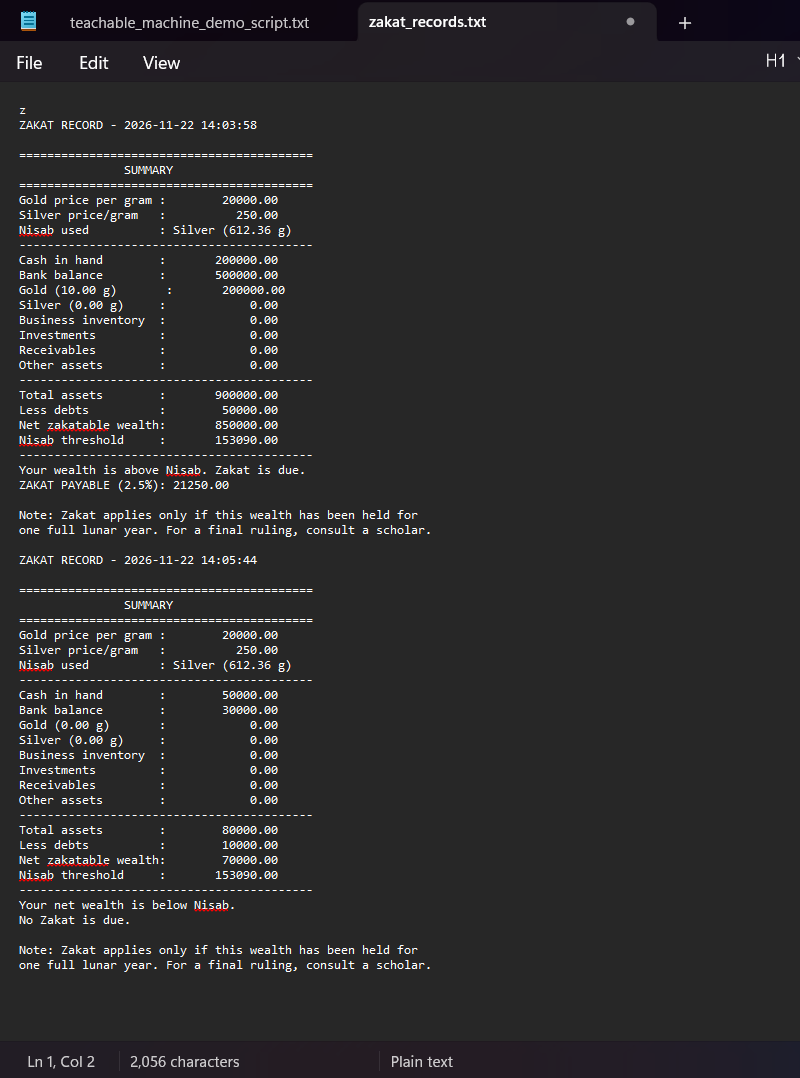 teachable_machine_demo_script.txt
zakat_records.txt
File Edit View H1
z
ZAKAT RECORD - 2026-11-22 14:03:58
==========================================
SUMMARY
==========================================
Gold price per gram : 20000.00
Silver price/gram : 250.00
Nisab used : Silver (612.36 g)
------------------------------------------
Cash in hand : 200000.00
Bank balance : 500000.00
Gold (10.00 g) : 200000.00
Silver (0.00 g) : 0.00
Business inventory : 0.00
Investments : 0.00
Receivables : 0.00
Other assets : 0.00
------------------------------------------
Total assets : 900000.00
Less debts : 50000.00
Net zakatable wealth: 850000.00
Nisab threshold : 153090.00
------------------------------------------
Your wealth is above Nisab. Zakat is due.
ZAKAT PAYABLE (2.5%): 21250.00
Note: Zakat applies only if this wealth has been held for
one full lunar year. For a final ruling, consult a scholar.
ZAKAT RECORD - 2026-11-22 14:05:44
==========================================
SUMMARY
==========================================
Gold price per gram : 20000.00
Silver price/gram : 250.00
Nisab used : Silver (612.36 g)
------------------------------------------
Cash in hand : 50000.00
Bank balance : 30000.00
Gold (0.00 g) : 0.00
Silver (0.00 g) : 0.00
Business inventory : 0.00
Investments : 0.00
Receivables : 0.00
Other assets : 0.00
------------------------------------------
Total assets : 80000.00
Less debts : 10000.00
Net zakatable wealth: 70000.00
Nisab threshold : 153090.00
------------------------------------------
Your net wealth is below Nisab.
No Zakat is due.
Note: Zakat applies only if this wealth has been held for
one full lunar year. For a final ruling, consult a scholar.
Ln 1, Col 2 2,056 characters Plain text